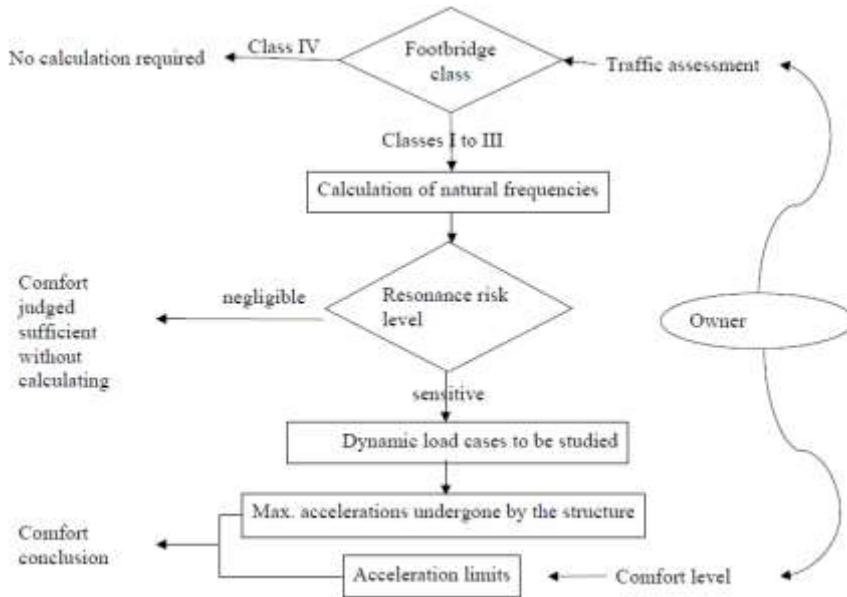 Footbridge
class
Class IV
No calculation required
Traffic assessment
Classes I to III
Calculation of natural frequencies
Resonance risk
level
negligible
Comfort
judged
sufficient
without
calculating
Owner
sensitive
Dynamic load cases to be studied
Max. accelerations undergone by the structure
Comfort
conclusion
Acceleration limits
Comfort level